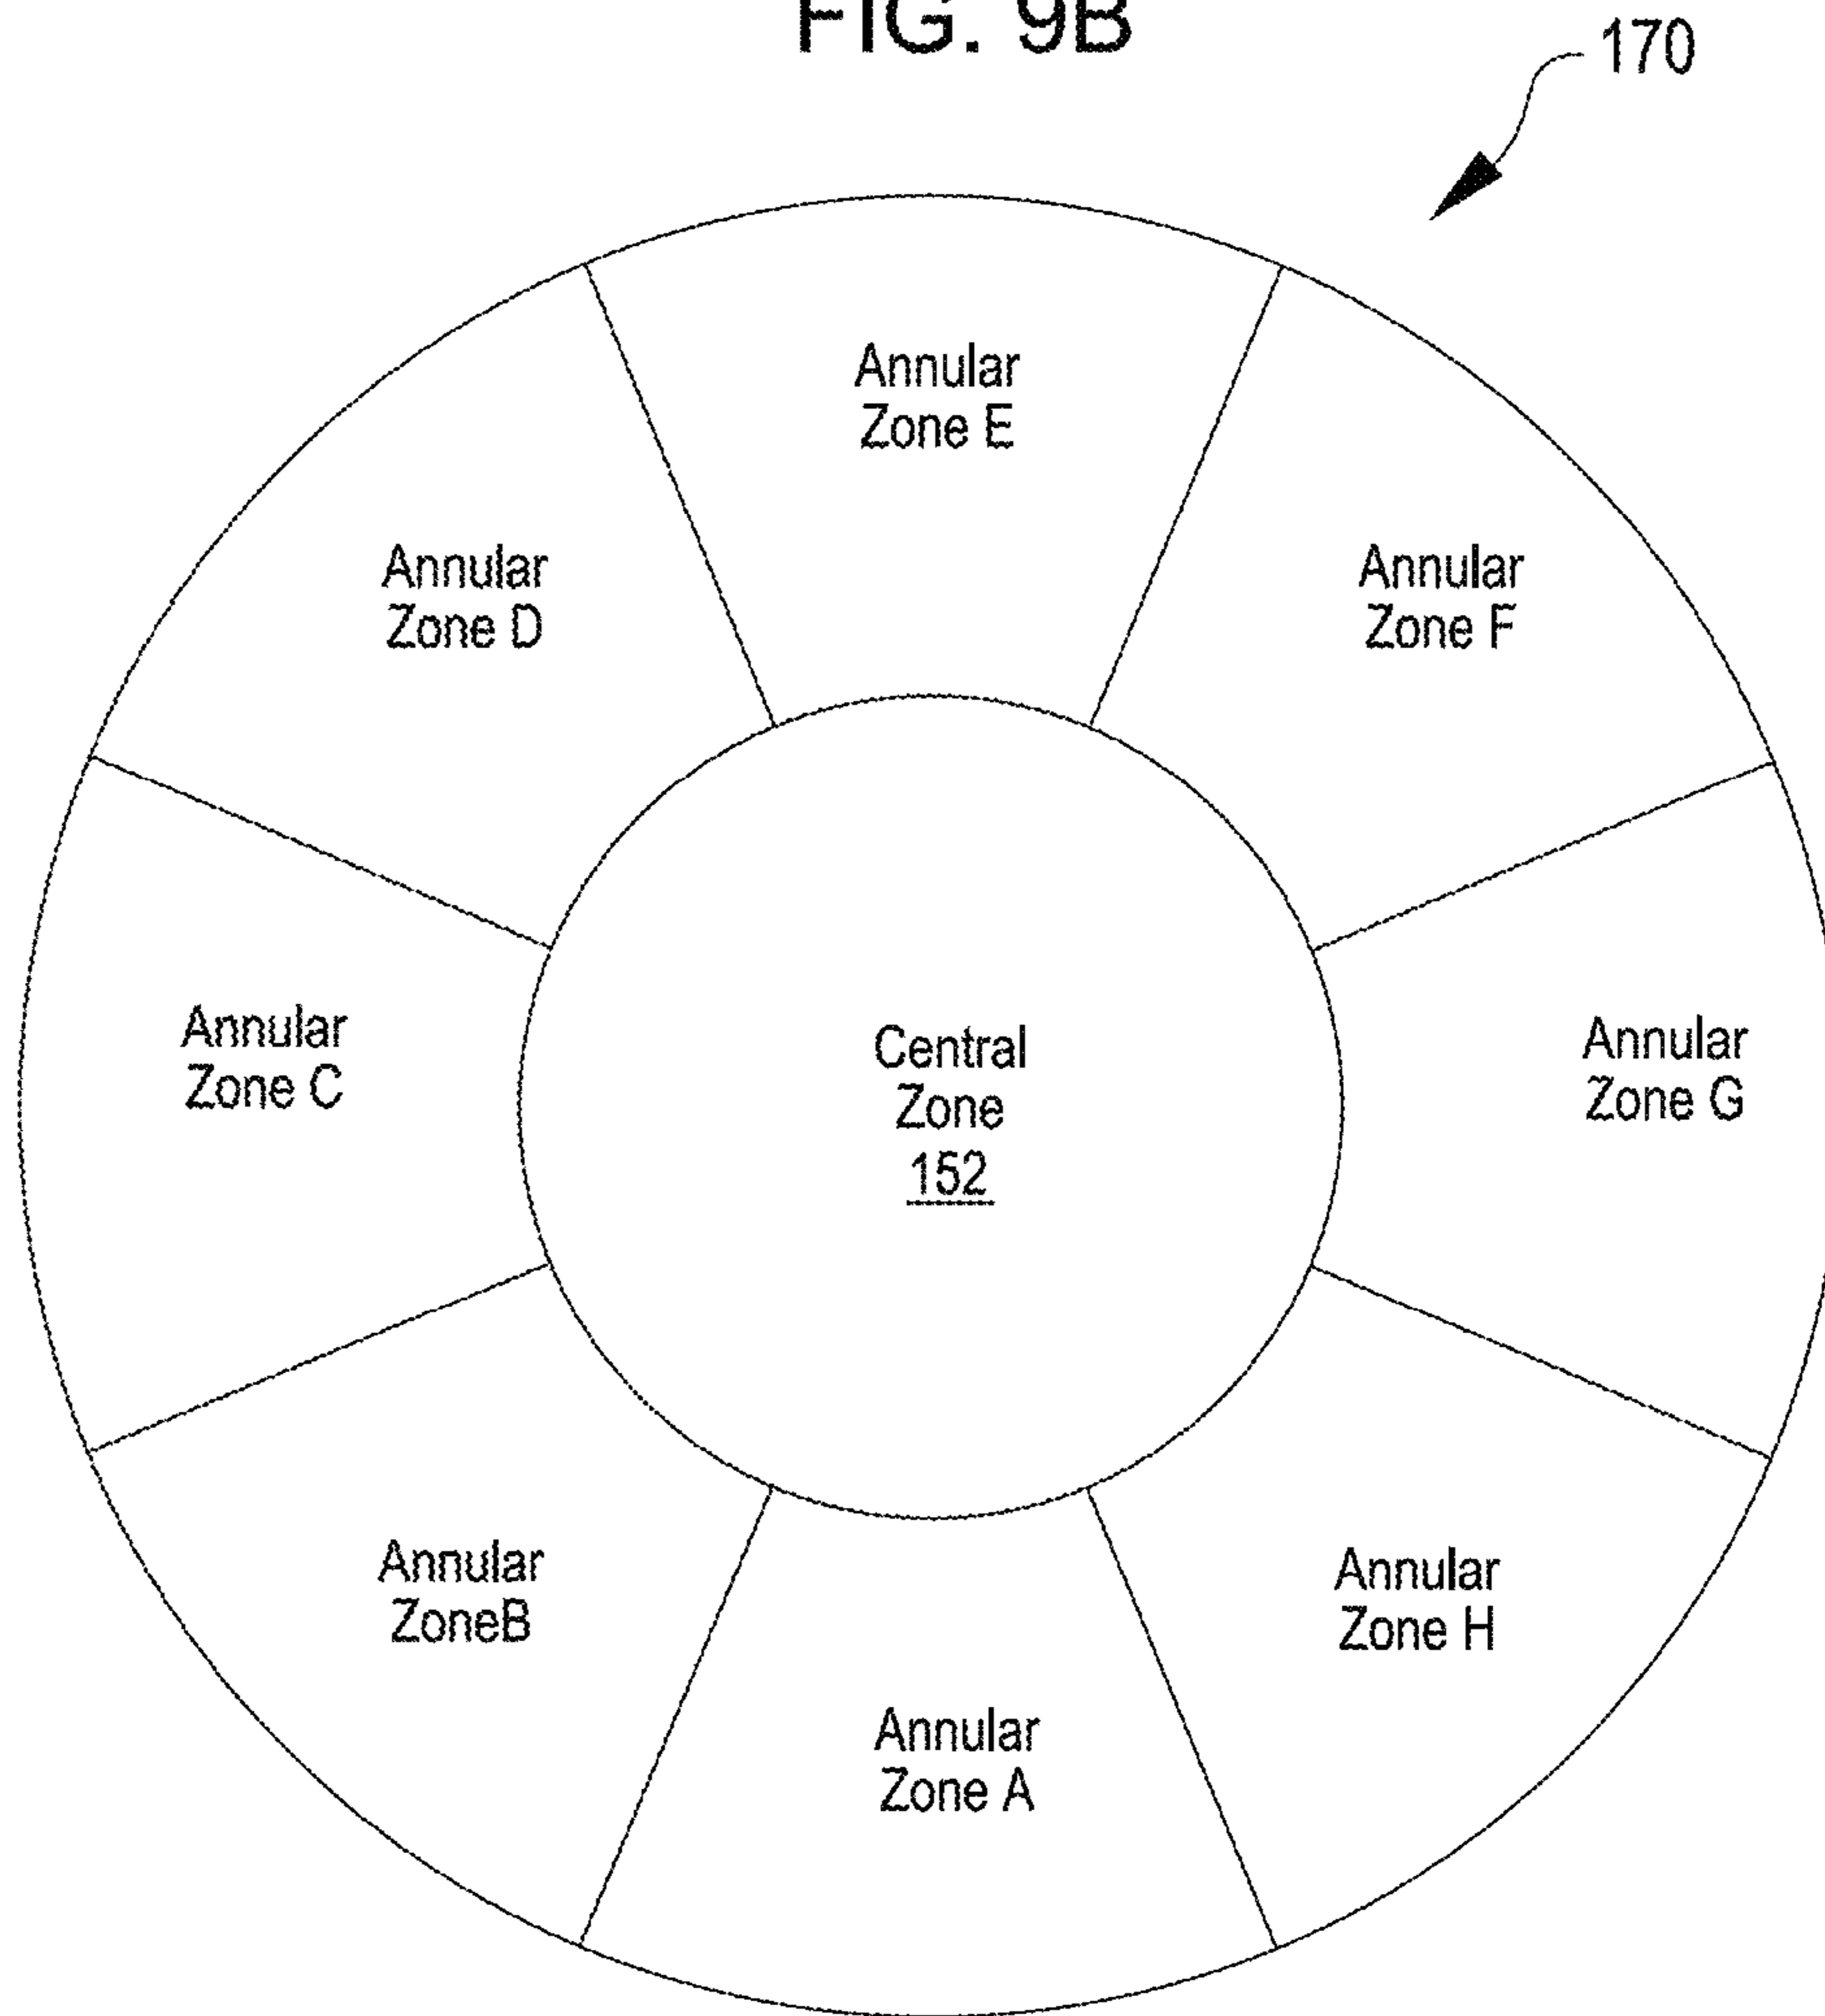 FIG. 9B
170
Annular
Zone E
Annular
Zone D
Annular
Zone F
Annular
Zone C
Central
Zone
152
Annular
Zone G
Annular
ZoneB
Annular
Zone H
Annular
Zone A